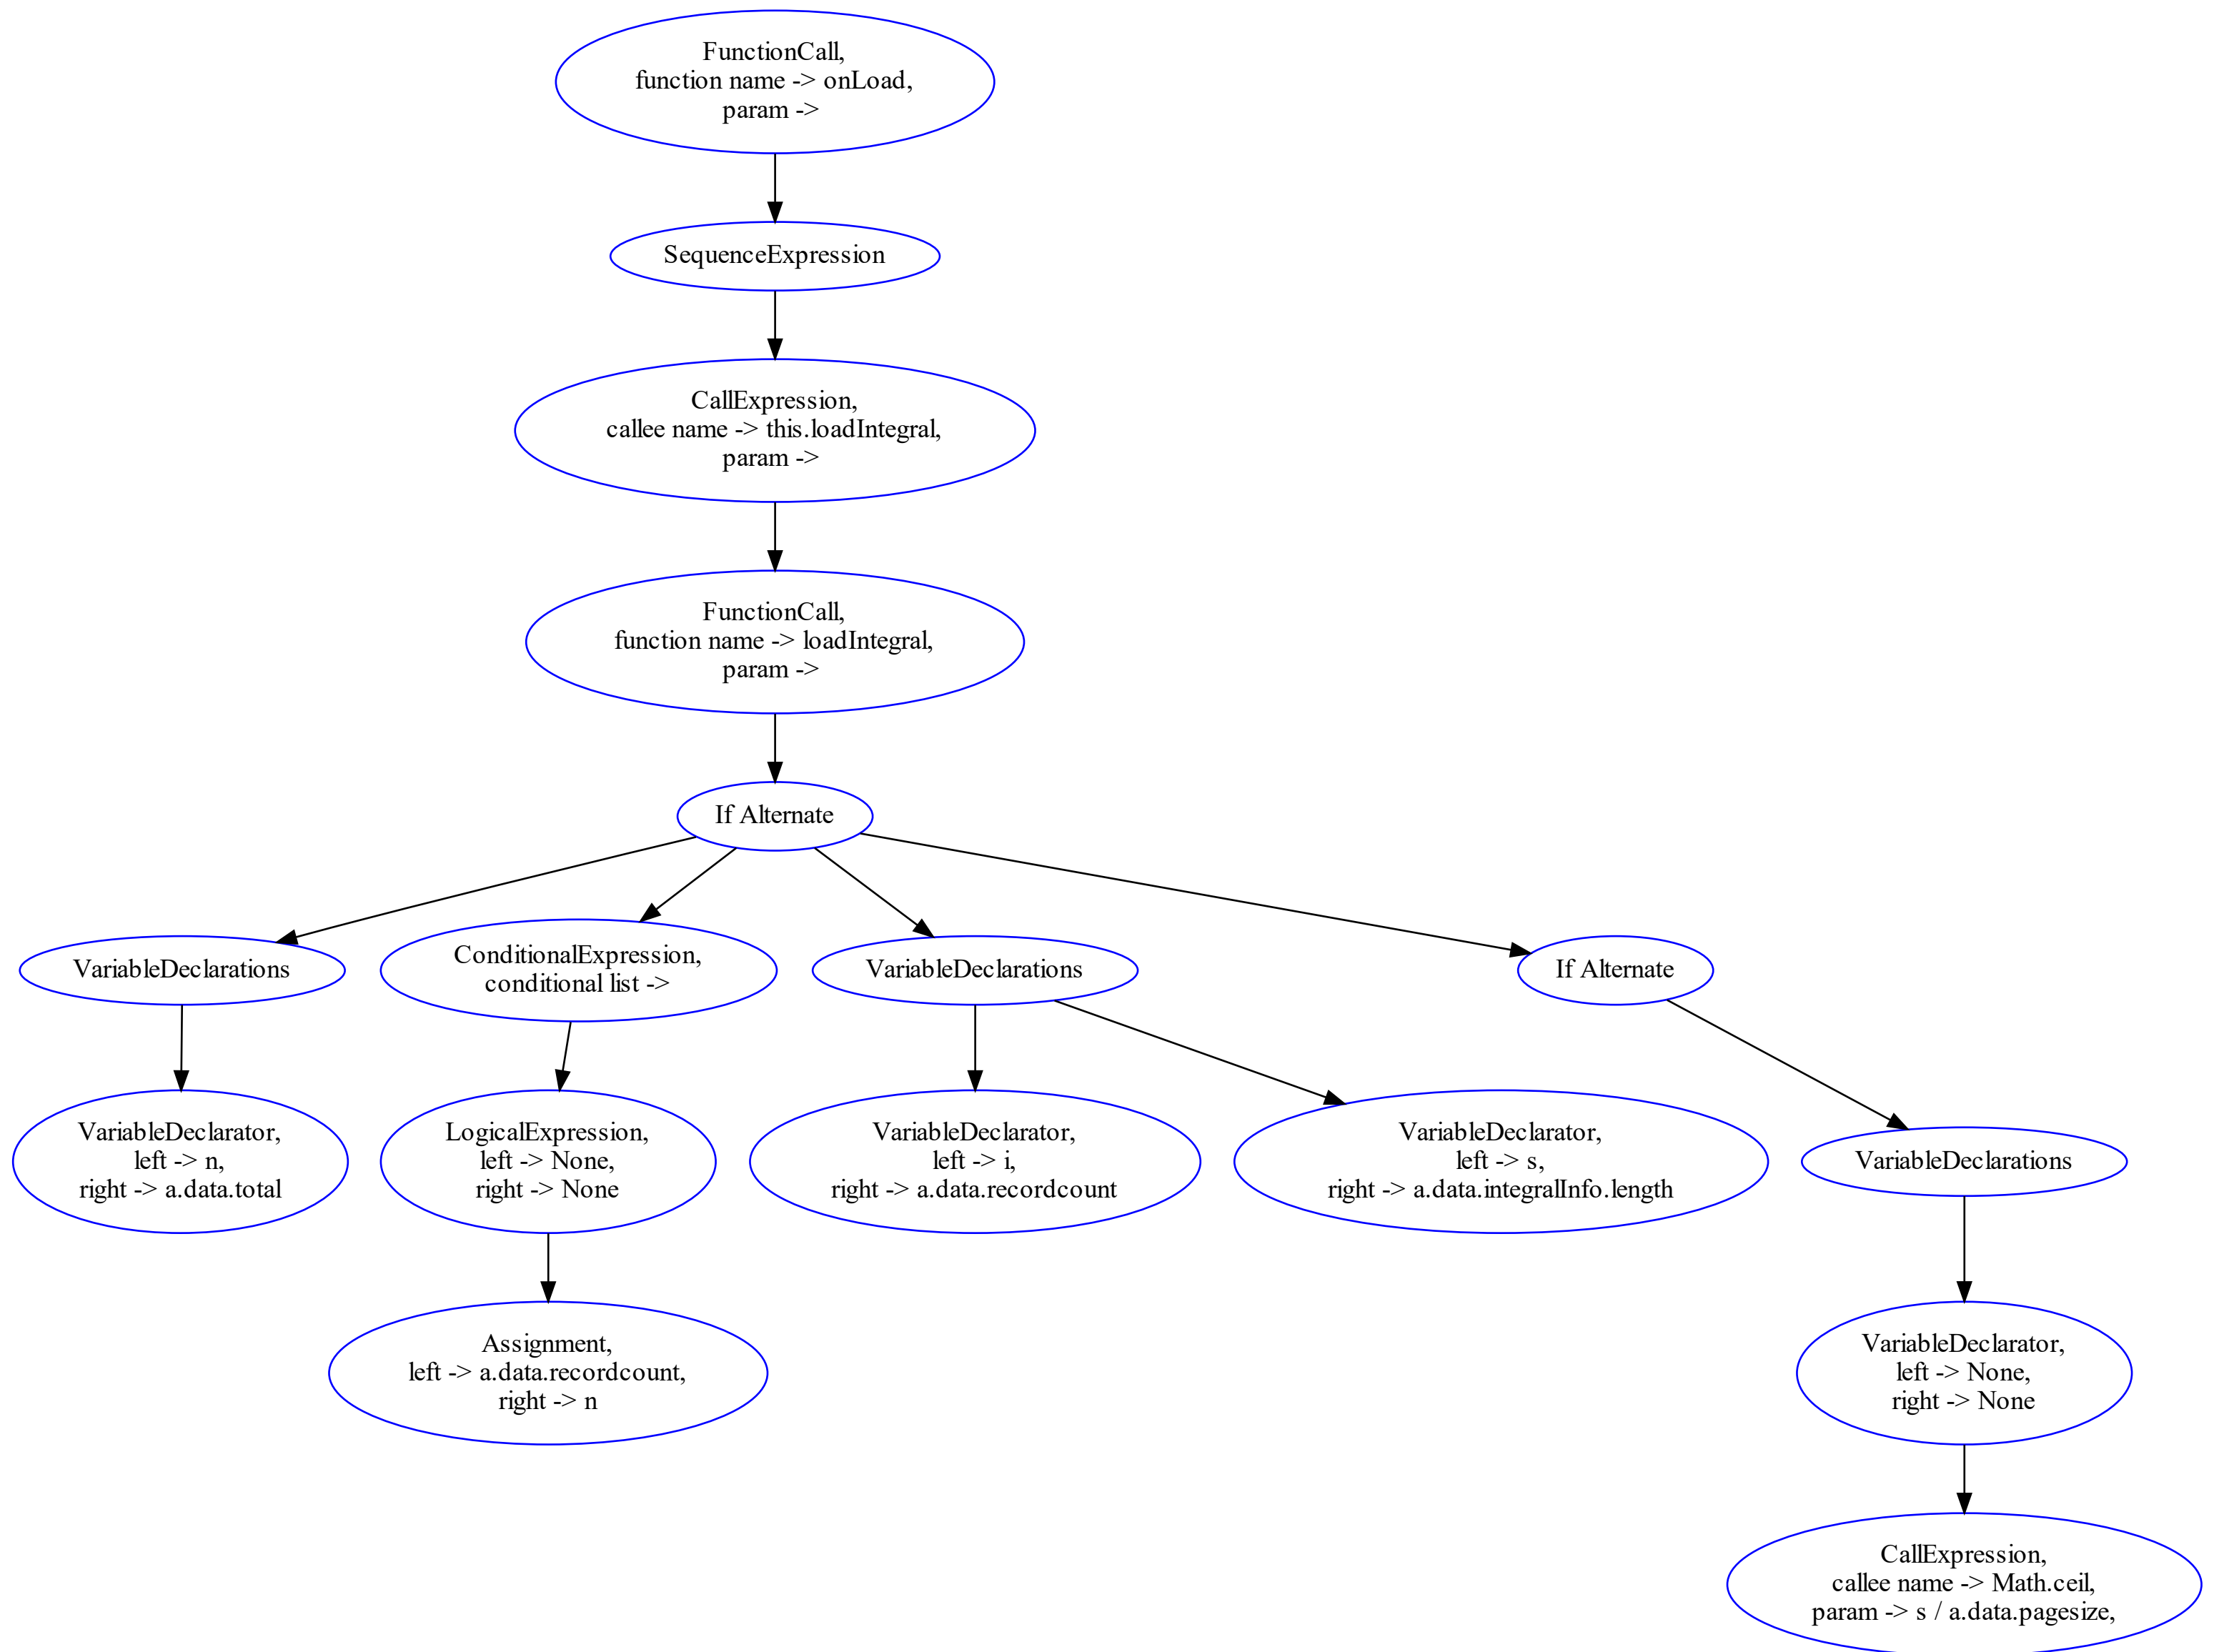 FunctionCall,
function name -> onLoad,
param ->
SequenceExpression
CallExpression,
callee name -> this.loadIntegral,
param ->
FunctionCall,
function name -> loadIntegral,
param ->
If Alternate
VariableDeclarations
ConditionalExpression,
conditional list ->
VariableDeclarations
If Alternate
VariableDeclarator,
left -> n,
right -> a.data.total
LogicalExpression,
left -> None,
right -> None
VariableDeclarator,
left -> i,
right -> a.data.recordcount
VariableDeclarator,
left -> s,
right -> a.data.integralInfo.length
VariableDeclarations
Assignment,
left -> a.data.recordcount,
right -> n
VariableDeclarator,
left -> None,
right -> None
CallExpression,
callee name -> Math.ceil,
param -> s / a.data.pagesize,